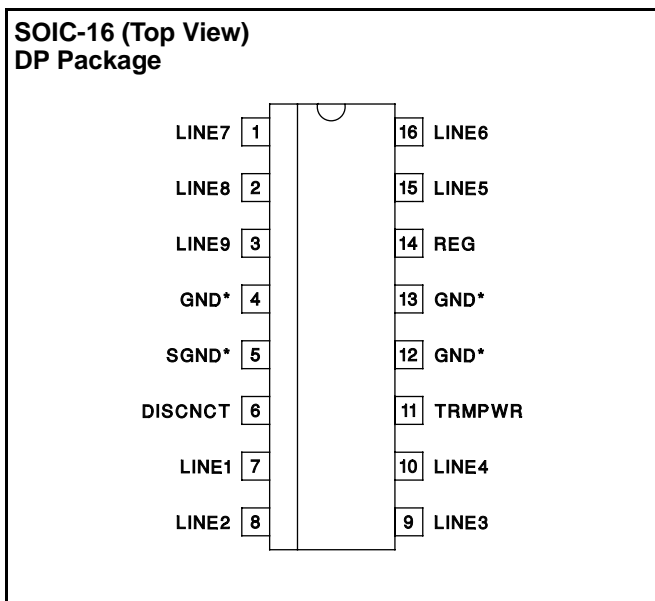 SOIC-16 (Top View)
DP Package
LINE7 1 16 LINE6
LINE8 2 15 LINE5
LINE9 3 14 REG
GND* 4 13 GND*
SGND* 5 12 GND*
DISCNCT 6 11 TRMPWR
LINE1 7 10 LINE4
LINE2 8 9 LINE3